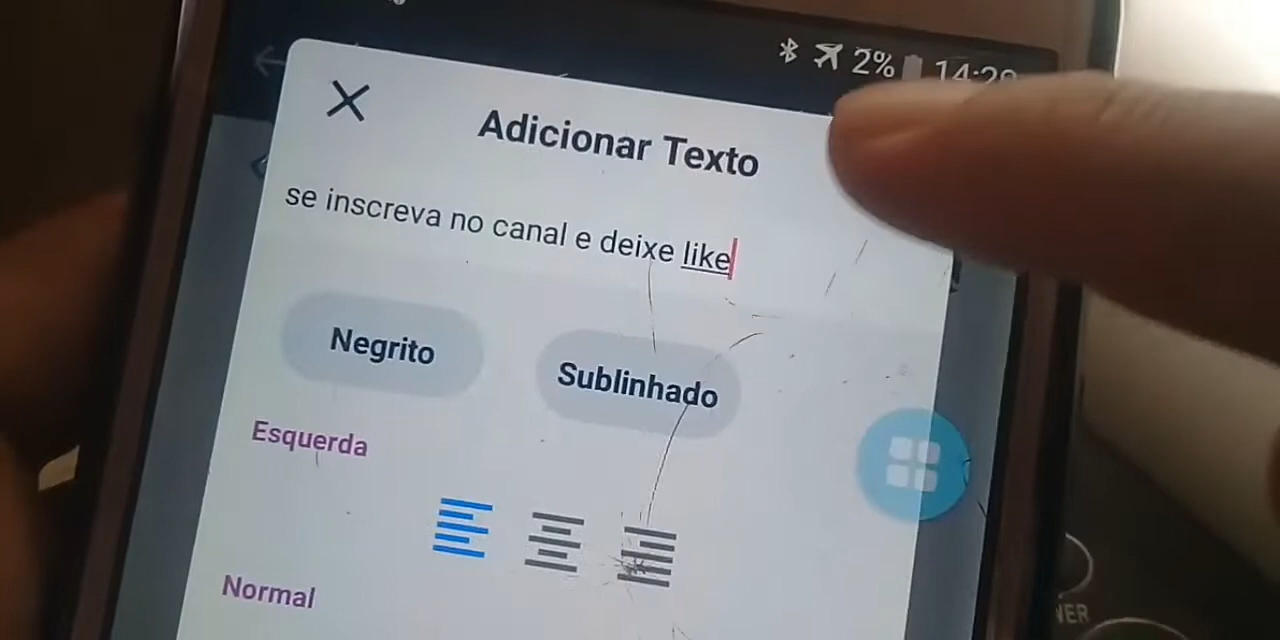 2%
Adicionar Texto
se inscreva no canal e deixe like
Negrito
Sublinhado
Esquerda
Normal